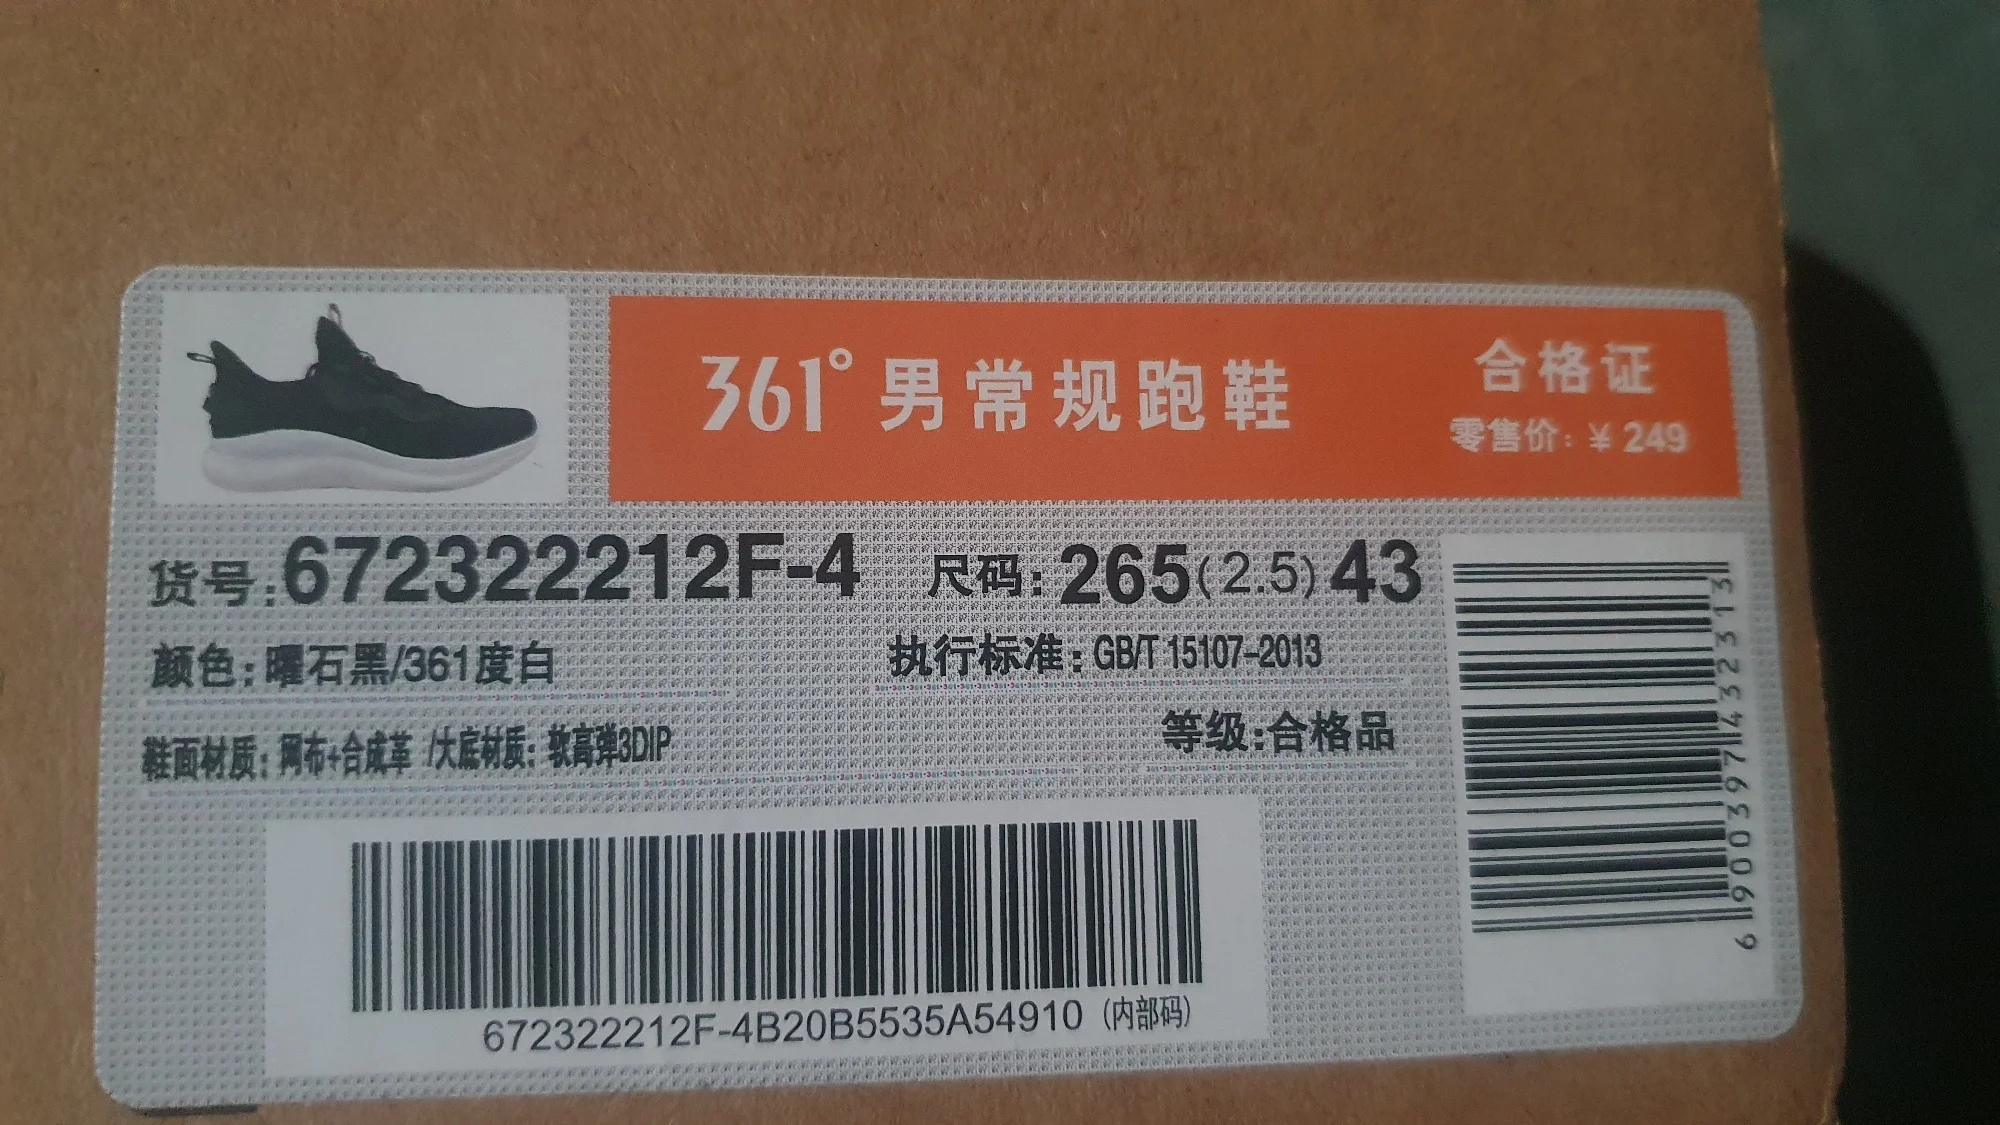 361° 男常规跑鞋
合格证
零售价：¥ 249
货号:672322212F-4 尺码:265(2.5)43
颜色:曜石黑/361度白 执行标准:GB/T 15107-2013
鞋面材质:网布+合成革 /大底材质:软高弹3DIP
等级:合格品
672322212F-4B20B5535A54910 (内部码)
6900397432313